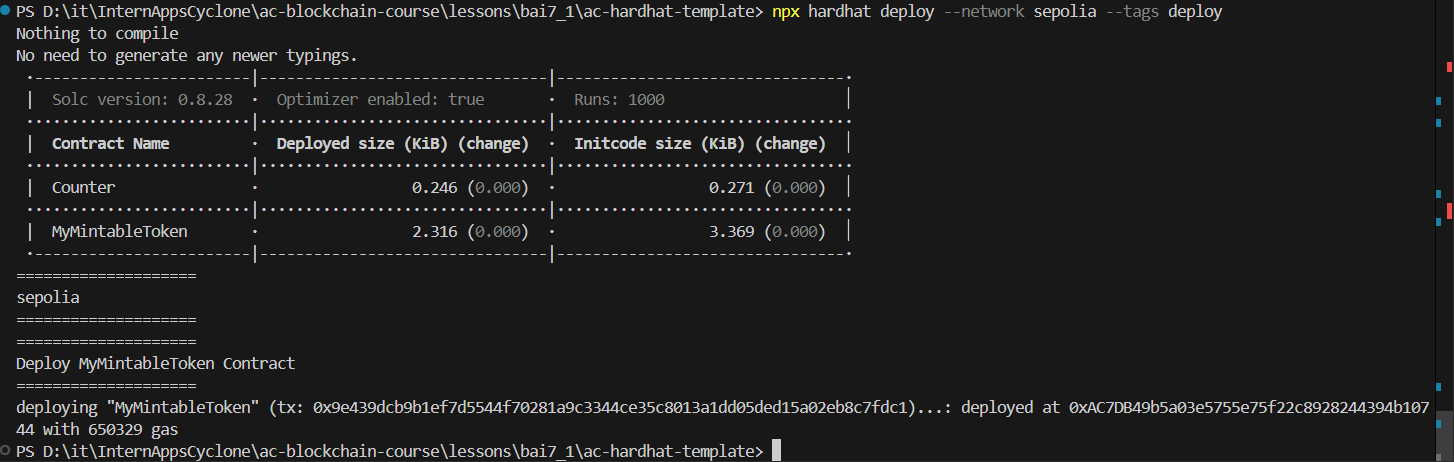 PS D:\it\InternAppsCyclone\ac-blockchain-course\lessons\bai7_1\ac-hardhat-template> npx hardhat deploy --network sepolia --tags deploy
Nothing to compile
No need to generate any newer typings.
·------------------------|--------------------------------|--------------------------------·
|  Solc version: 0.8.28  ·  Optimizer enabled: true       ·  Runs: 1000                    │
·························|································|·································
|  Contract Name         ·  Deployed size (KiB) (change)  ·  Initcode size (KiB) (change)  │
·························|································|·································
|  Counter               ·                 0.246 (0.000)  ·                 0.271 (0.000)  │
·························|································|·································
|  MyMintableToken       ·                 2.316 (0.000)  ·                 3.369 (0.000)  │
·------------------------|--------------------------------|--------------------------------·
====================
sepolia
====================
====================
Deploy MyMintableToken Contract
====================
deploying "MyMintableToken" (tx: 0x9e439dcb9b1ef7d5544f70281a9c3344ce35c8013a1dd05ded15a02eb8c7fdc1)...: deployed at 0xAC7DB49b5a03e5755e75f22c8928244394b107
44 with 650329 gas
PS D:\it\InternAppsCyclone\ac-blockchain-course\lessons\bai7_1\ac-hardhat-template>